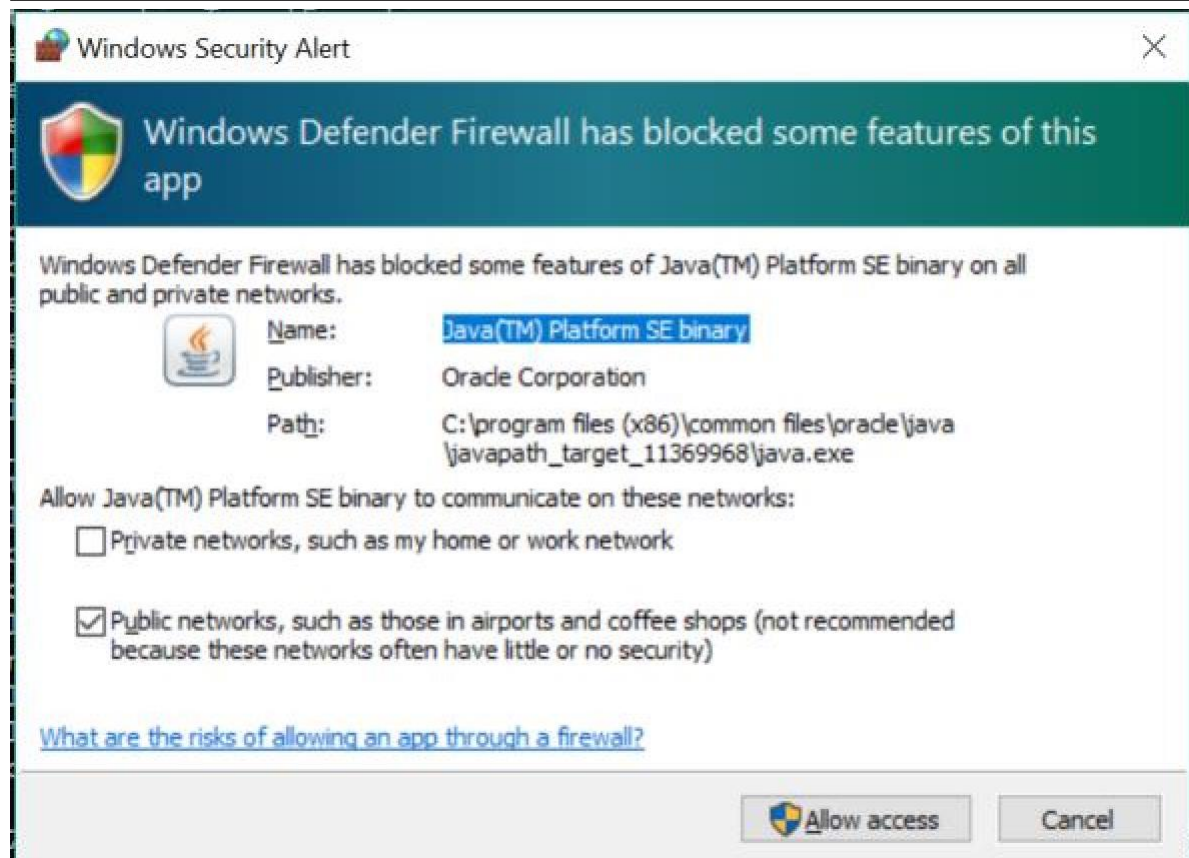 Windows Security Alert
Windows Defender Firewall has blocked some features of this
app
Windows Defender Firewall has blocked some features of Java(TM) Platform SE binary on all
public and private networks.
Name: Java(TM) Platform SE binary
Publisher: Oracle Corporation
Path: C:\program files (x86)\common files\oracle\java
\javapath_target_11369968\java.exe
Allow Java(TM) Platform SE binary to communicate on these networks:
Private networks, such as my home or work network
Public networks, such as those in airports and coffee shops (not recommended
because these networks often have little or no security)
What are the risks of allowing an app through a firewall?
Allow access Cancel